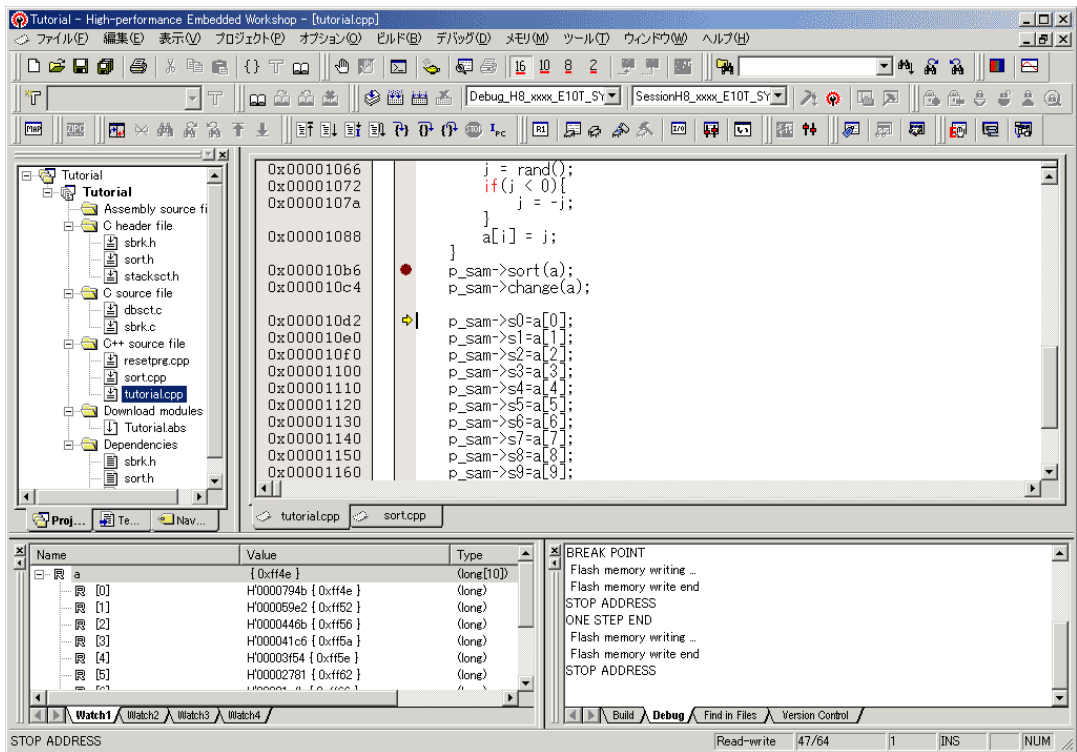 Tutorial - High-performance Embedded Workshop - [tutorial.cpp]
ファイル(F) 編集(E) 表示(V) プロジェクト(P) オプション(O) ビルド(B) デバッグ(D) メモリ(M) ツール(T) ウィンドウ(W) ヘルプ(H)
16 10 8 2
Debug_H8_xxxx_E10T_SY SessionH8_xxxx_E10T_SY
Tutorial
Tutorial
Assembly source fi
C header file
sbrk.h
sort.h
stacksct.h
C source file
dbsct.c
sbrk.c
C++ source file
resetprg.cpp
sort.cpp
tutorial.cpp
Download modules
Tutorial.abs
Dependencies
sbrk.h
sort.h
Proj... Te... Nav...
0x00001066 j = rand();
0x00001072 if(j < 0){
0x0000107a j = -j;
}
0x00001088 a[i] = j;
}
0x000010b6 p_sam->sort(a);
0x000010c4 p_sam->change(a);
0x000010d2 p_sam->s0=a[0];
0x000010e0 p_sam->s1=a[1];
0x000010f0 p_sam->s2=a[2];
0x00001100 p_sam->s3=a[3];
0x00001110 p_sam->s4=a[4];
0x00001120 p_sam->s5=a[5];
0x00001130 p_sam->s6=a[6];
0x00001140 p_sam->s7=a[7];
0x00001150 p_sam->s8=a[8];
0x00001160 p_sam->s9=a[9];
tutorial.cpp sort.cpp
Name Value Type
a { 0xff4e } (long[10])
[0] H'0000794b { 0xff4e } (long)
[1] H'000059e2 { 0xff52 } (long)
[2] H'0000446b { 0xff56 } (long)
[3] H'000041c6 { 0xff5a } (long)
[4] H'00003f54 { 0xff5e } (long)
[5] H'00002781 { 0xff62 } (long)
Watch1 Watch2 Watch3 Watch4
BREAK POINT
Flash memory writing ...
Flash memory write end
STOP ADDRESS
ONE STEP END
Flash memory writing ...
Flash memory write end
STOP ADDRESS
Build Debug Find in Files Version Control
STOP ADDRESS Read-write 47/64 1 INS NUM